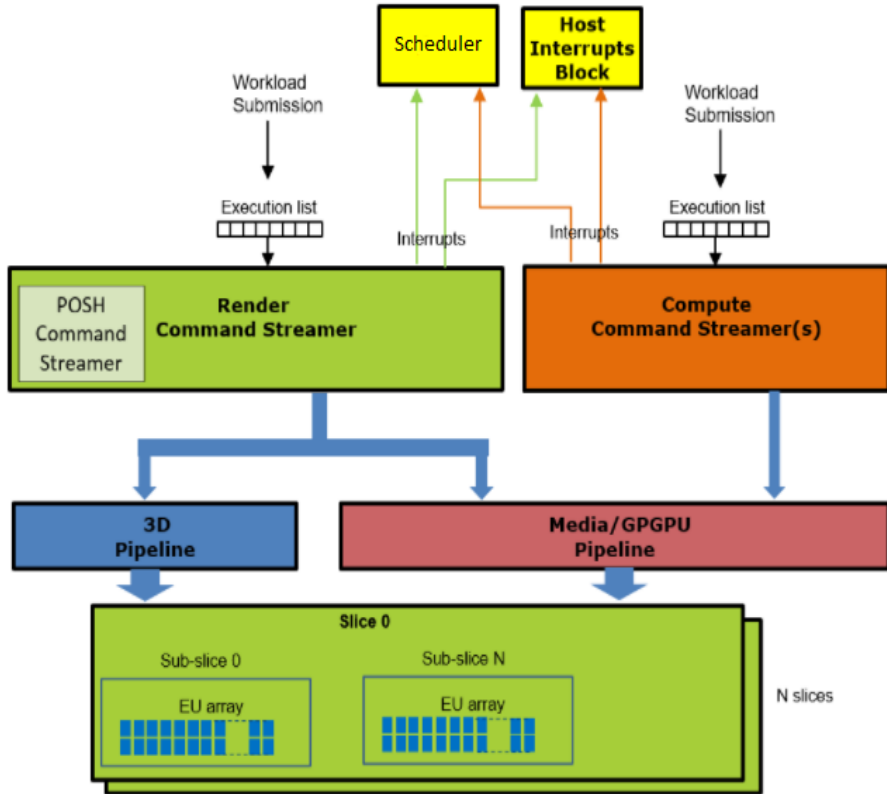 Scheduler
Host
Interrupts
Block
Workload
Submission
Workload
Submission
Execution list
Execution list
Interrupts
Interrupts
POSH
Command
Streamer
Render
Command Streamer
Compute
Command Streamer(s)
3D
Pipeline
Media/GPGPU
Pipeline
Slice 0
Sub-slice 0
Sub-slice N
EU array
EU array
N slices